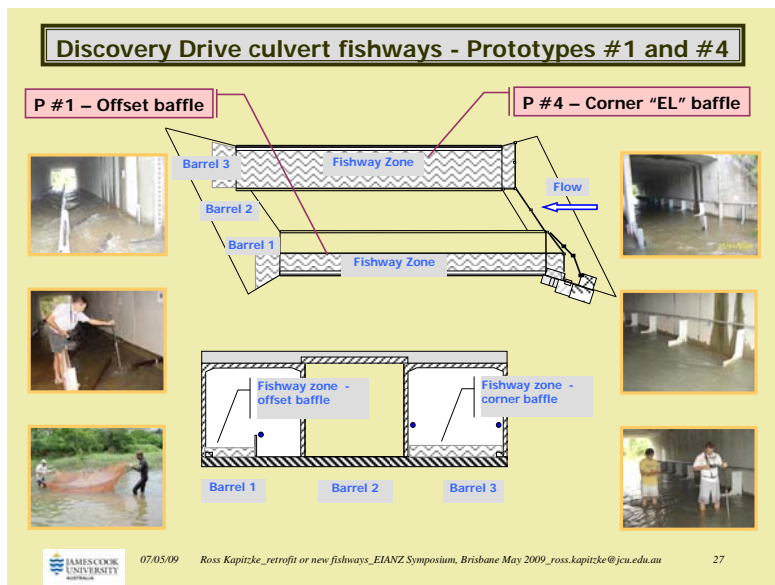 Discovery Drive culvert fishways - Prototypes #1 and #4
P #1 – Offset baffle
P #4 – Corner “EL” baffle
Barrel 3
Fishway Zone
Flow
Barrel 2
Barrel 1
Fishway Zone
Fishway zone -
offset baffle
Fishway zone -
corner baffle
Barrel 1
Barrel 2
Barrel 3
JAMES COOK
UNIVERSITY
AUSTRALIA
07/05/09
Ross Kapitzke_retrofit or new fishways_EIANZ Symposium, Brisbane May 2009_ross.kapitzke@jcu.edu.au
27